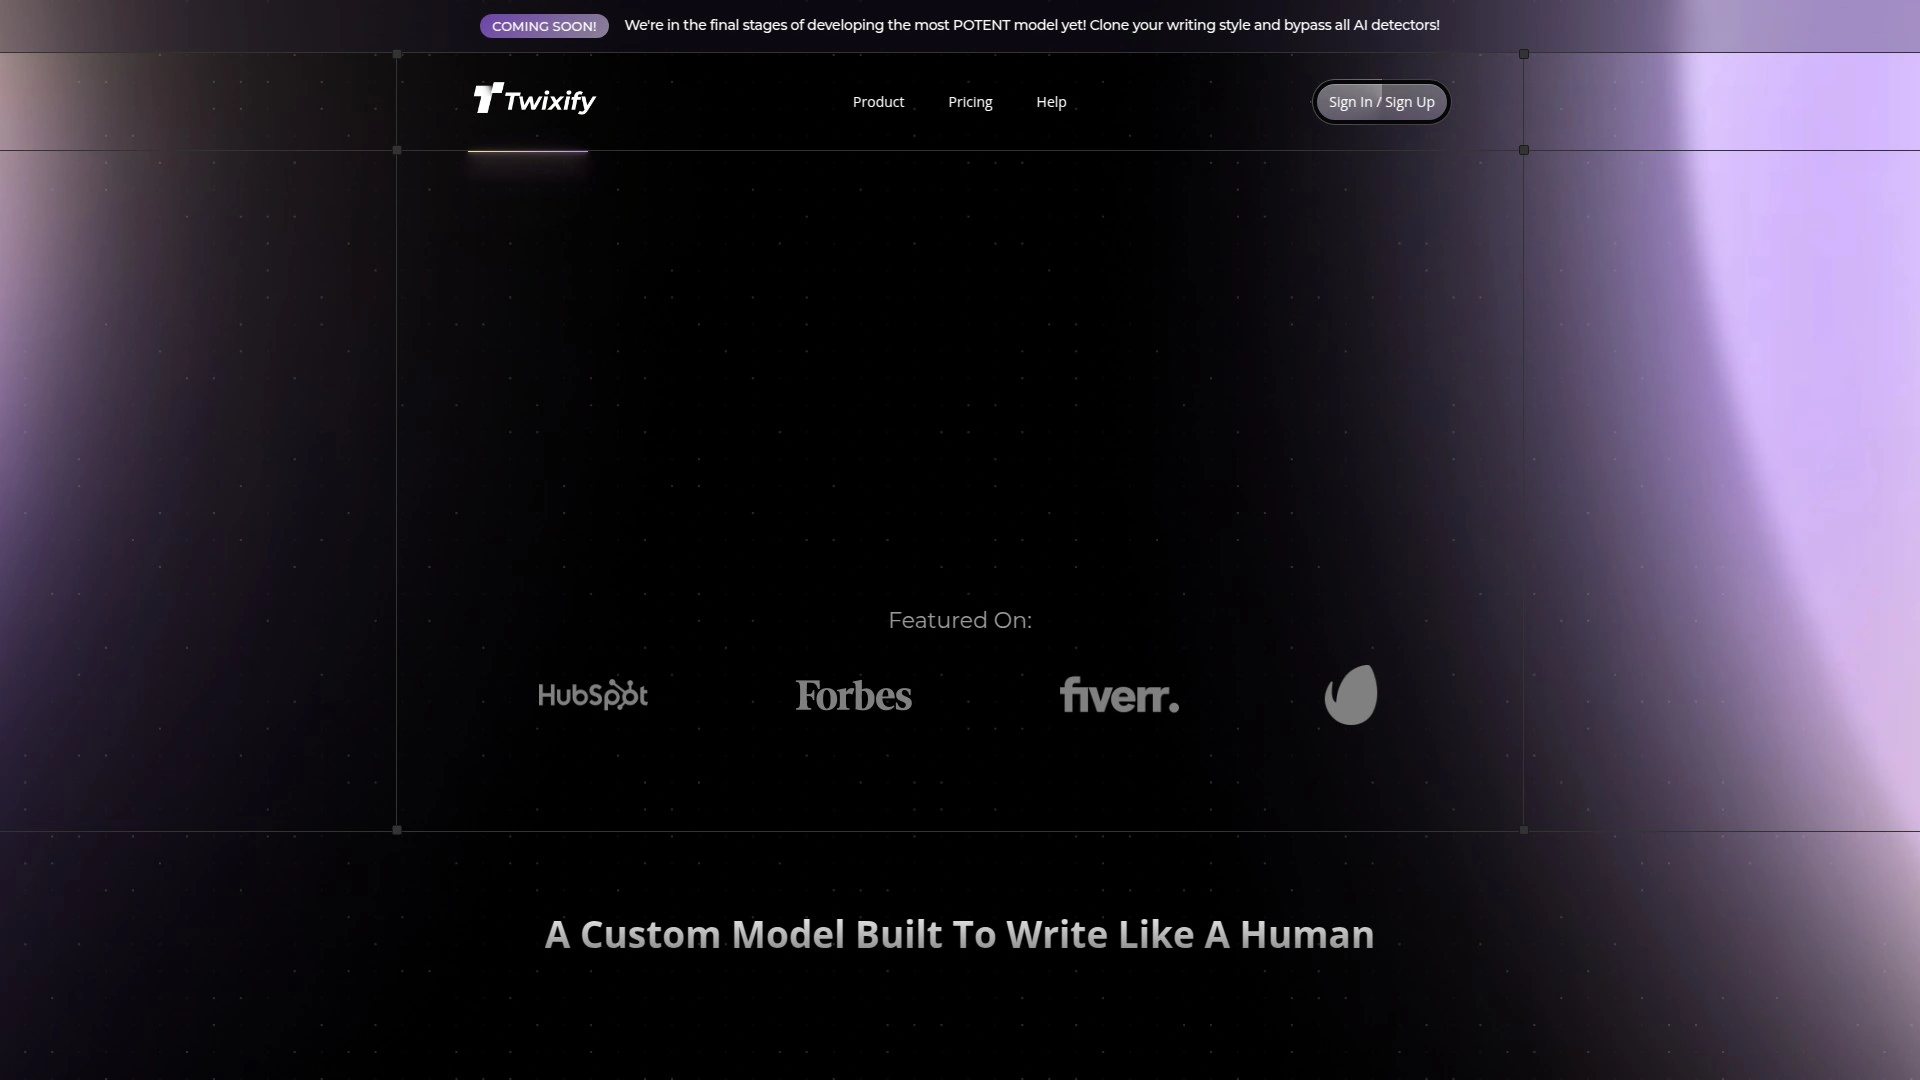 COMING SOON! We're in the final stages of developing the most POTENT model yet! Clone your writing style and bypass all AI detectors!
Twixify Product Pricing Help Sign In / Sign Up
Featured On:
HubSpot Forbes fiverr.
A Custom Model Built To Write Like A Human